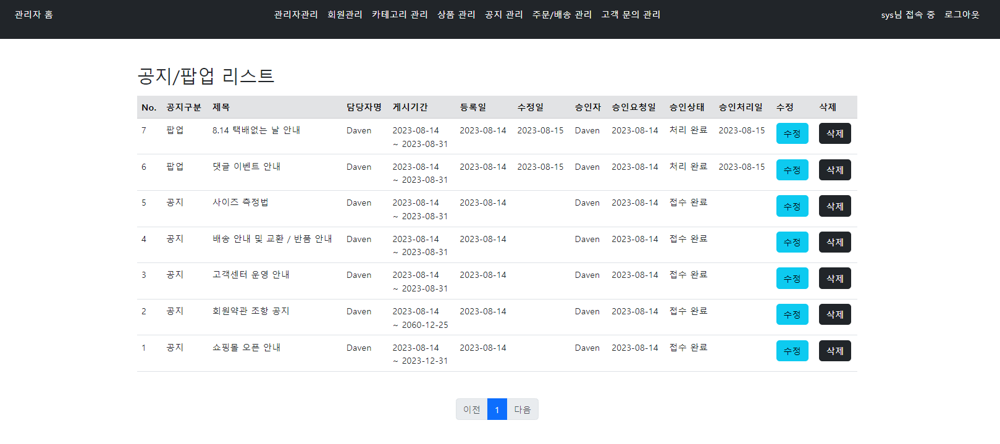 관리자 홈 관리자관리 회원관리 카테고리 관리 상품 관리 공지 관리 주문/배송 관리 고객 문의 관리 sys님 접속 중 로그아웃
공지/팝업 리스트
No. 공지구분 제목 담당자명 게시기간 등록일 수정일 승인자 승인요청일 승인상태 승인처리일 수정 삭제
7 팝업 8.14 택배없는 날 안내 Daven 2023-08-14 2023-08-14 2023-08-15 Daven 2023-08-14 처리 완료 2023-08-15 수정 삭제
~ 2023-08-31
6 팝업 댓글 이벤트 안내 Daven 2023-08-14 2023-08-14 2023-08-15 Daven 2023-08-14 처리 완료 2023-08-15 수정 삭제
~ 2023-08-31
5 공지 사이즈 측정법 Daven 2023-08-14 2023-08-14 Daven 2023-08-14 접수 완료 수정 삭제
~ 2023-08-31
4 공지 배송 안내 및 교환 / 반품 안내 Daven 2023-08-14 2023-08-14 Daven 2023-08-14 접수 완료 수정 삭제
~ 2023-08-31
3 공지 고객센터 운영 안내 Daven 2023-08-14 2023-08-14 Daven 2023-08-14 접수 완료 수정 삭제
~ 2023-08-31
2 공지 회원약관 조항 공지 Daven 2023-08-14 2023-08-14 Daven 2023-08-14 접수 완료 수정 삭제
~ 2060-12-25
1 공지 쇼핑몰 오픈 안내 Daven 2023-08-14 2023-08-14 Daven 2023-08-14 접수 완료 수정 삭제
~ 2023-12-31
이전 1 다음